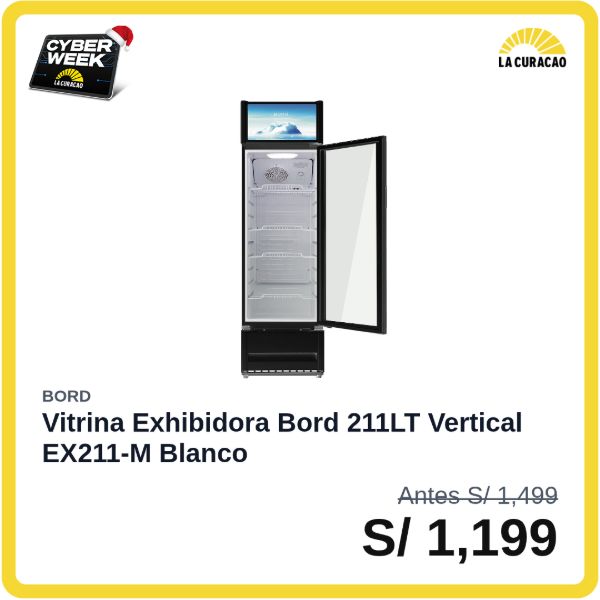 CYBER
WEEK
LA CURACAO
LA CURACAO
BORD
Vitrina Exhibidora Bord 211LT Vertical
EX211-M Blanco
Antes S/ 1,499
S/ 1,199